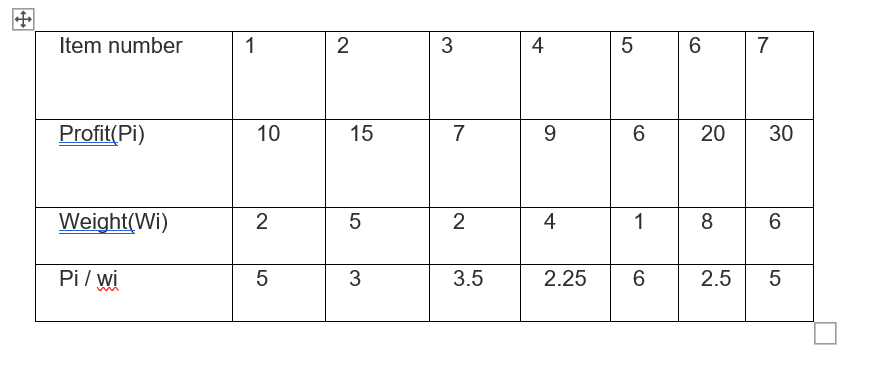 Item number 1 2 3 4 5 6 7
Profit(Pi) 10 15 7 9 6 20 30
Weight(Wi) 2 5 2 4 1 8 6
Pi / wi 5 3 3.5 2.25 6 2.5 5